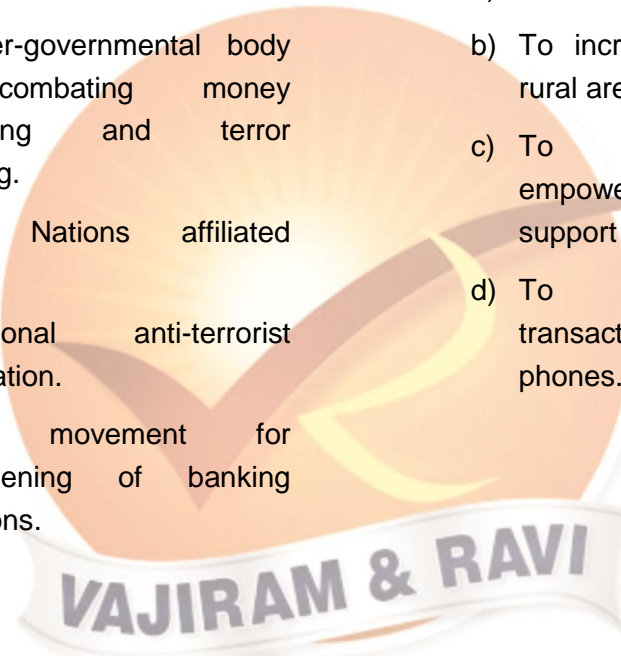 er-governmental body
combating money
ng and terror
g.
Nations affiliated
onal anti-terrorist
ation.
movement for
ening of banking
ons.
b) To incr
rural are
c) To
empowe
support
d) To
transact
phones.
VAJIRAM & RAVI